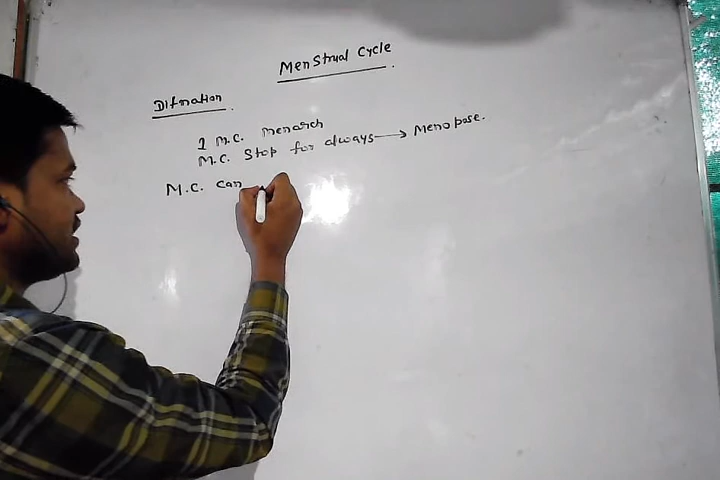 Menstrual Cycle.
Difination.
1 M.C. menarch
M.C. Stop for always → Menopose.
M.C. can